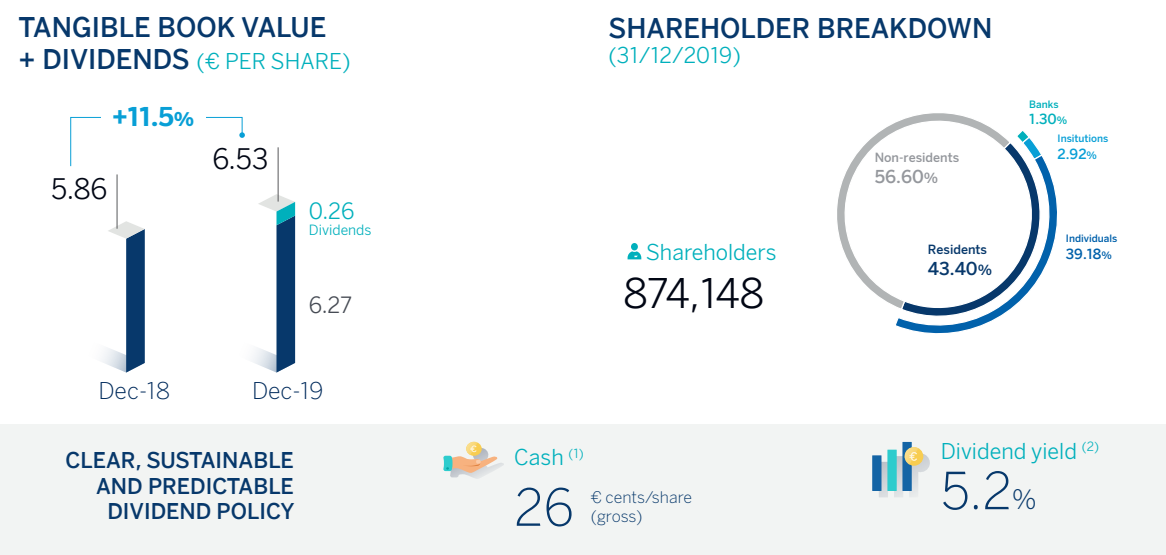 TANGIBLE BOOK VALUE
+ DIVIDENDS (€ PER SHARE)
+11.5%
5.86
6.53
0.26
Dividends
6.27
Dec-18
Dec-19
SHAREHOLDER BREAKDOWN
(31/12/2019)
Shareholders
874,148
Non-residents
56.60%
Residents
43.40%
Banks
1.30%
Insitutions
2.92%
Individuals
39.18%
CLEAR, SUSTAINABLE
AND PREDICTABLE
DIVIDEND POLICY
Cash (1)
26 € cents/share
(gross)
Dividend yield (2)
5.2%